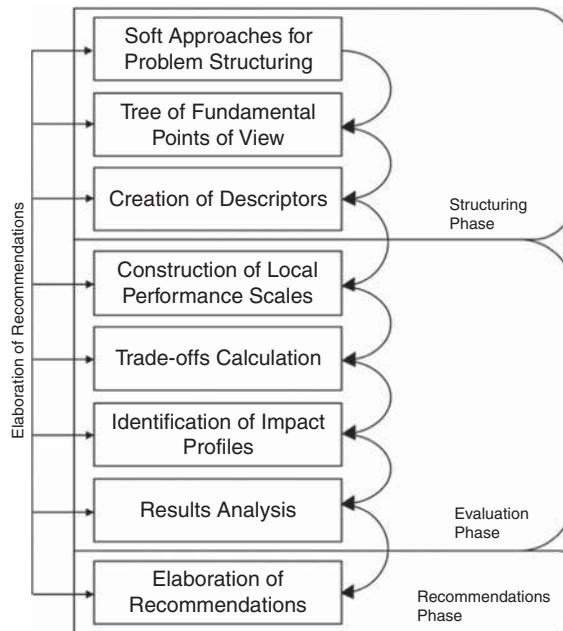 Soft Approaches for
Problem Structuring
Tree of Fundamental
Points of View
Creation of Descriptors
Structuring
Phase
Construction of Local
Performance Scales
Trade-offs Calculation
Identification of Impact
Profiles
Results Analysis
Evaluation
Phase
Elaboration of
Recommendations
Recommendations
Phase
Elaboration of Recommendations